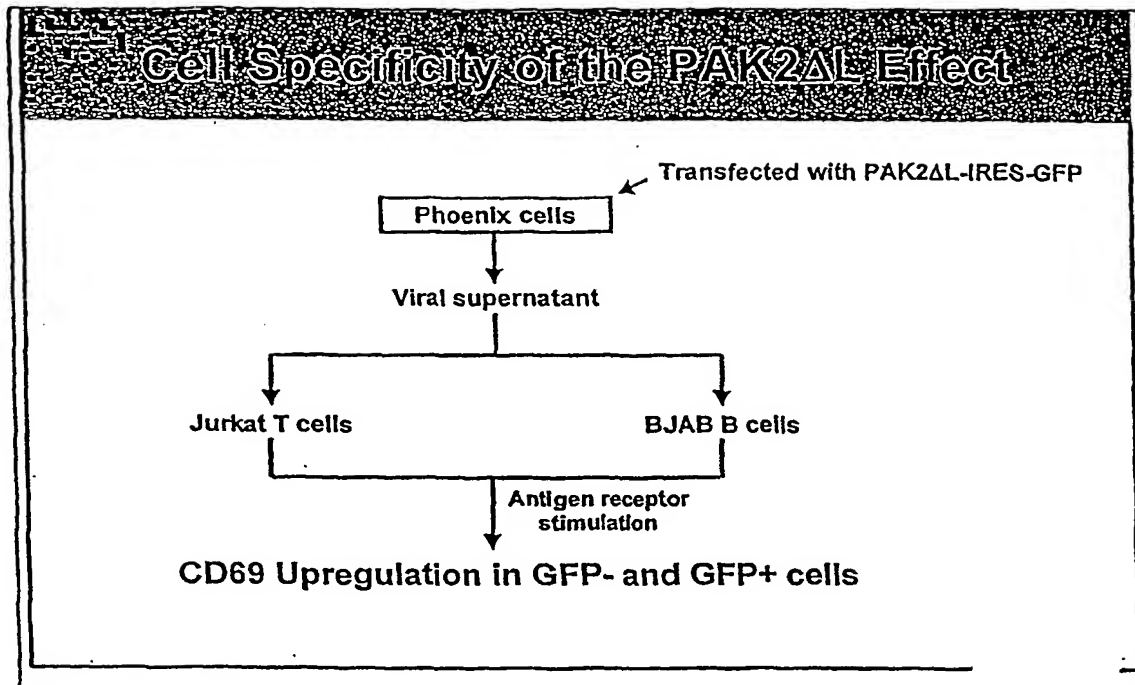 Cell Specificity of the PAK2ΔL Effect
Transfected with PAK2ΔL-IRES-GFP
Phoenix cells
Viral supernatant
Jurkat T cells
BJAB B cells
Antigen receptor
stimulation
CD69 Upregulation in GFP- and GFP+ cells